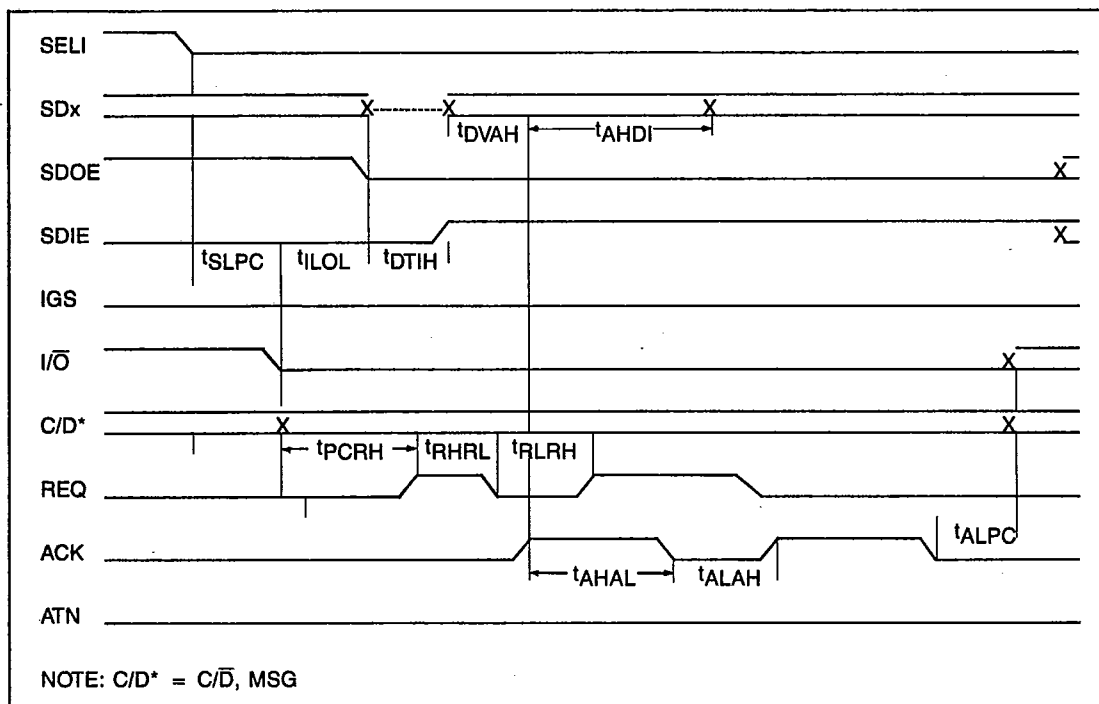 SELI
SDx
X X X
tDVAH tAHDI
SDOE
X
SDIE
X
tSLPC tILOL tDTIH
IGS
I/O̅
X
C/D*
X X
tPCRH tRHRL tRLRH
REQ
tALPC
ACK
tAHAL tALAH
ATN
NOTE: C/D* = C/D̅, MSG